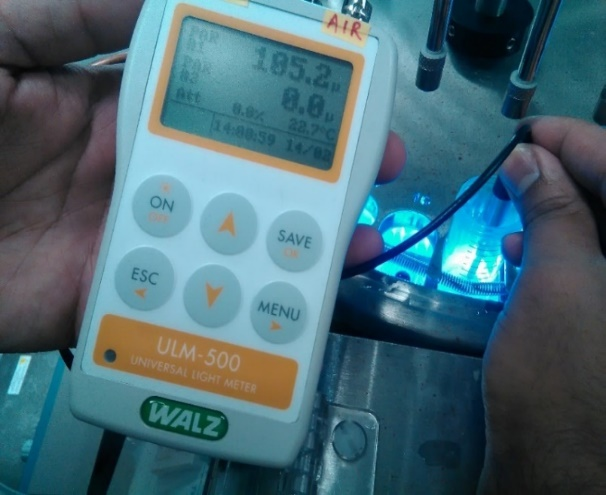 AIR
PAR 105.2µ
A1
PAR 0.0µ
A2
Att 0.0% 22.7°C
14:00:59 14/02
ON
OFF
SAVE
OK
ESC
MENU
ULM-500
UNIVERSAL LIGHT METER
WALZ